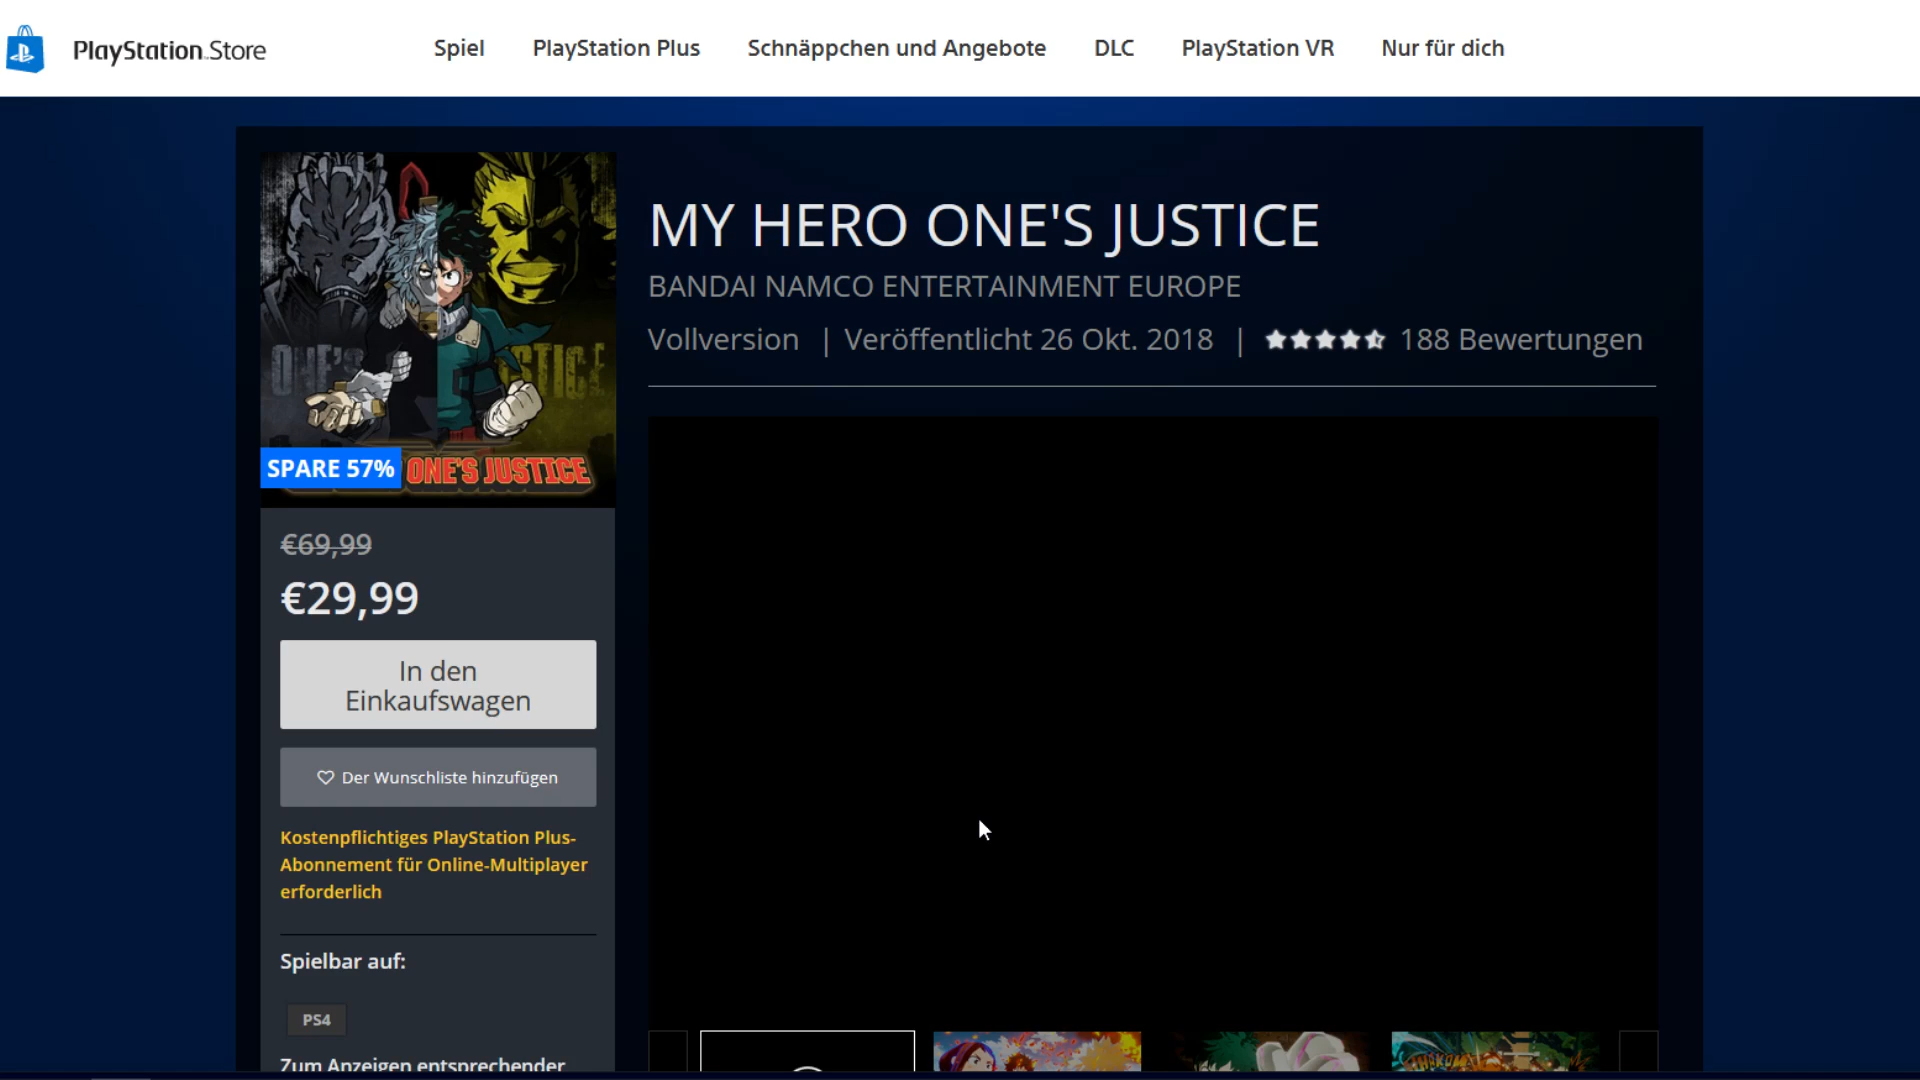 PlayStation Store
Spiel
PlayStation Plus
Schnäppchen und Angebote
DLC
PlayStation VR
Nur für dich
MY HERO ONE'S JUSTICE
BANDAI NAMCO ENTERTAINMENT EUROPE
Vollversion | Veröffentlicht 26 Okt. 2018 | 188 Bewertungen
ONE'S JUSTICE
SPARE 57%
ONE'S JUSTICE
€69,99
€29,99
In den
Einkaufswagen
Der Wunschliste hinzufügen
Kostenpflichtiges PlayStation Plus-
Abonnement für Online-Multiplayer
erforderlich
Spielbar auf:
PS4
Zum Anzeigen entsprechender